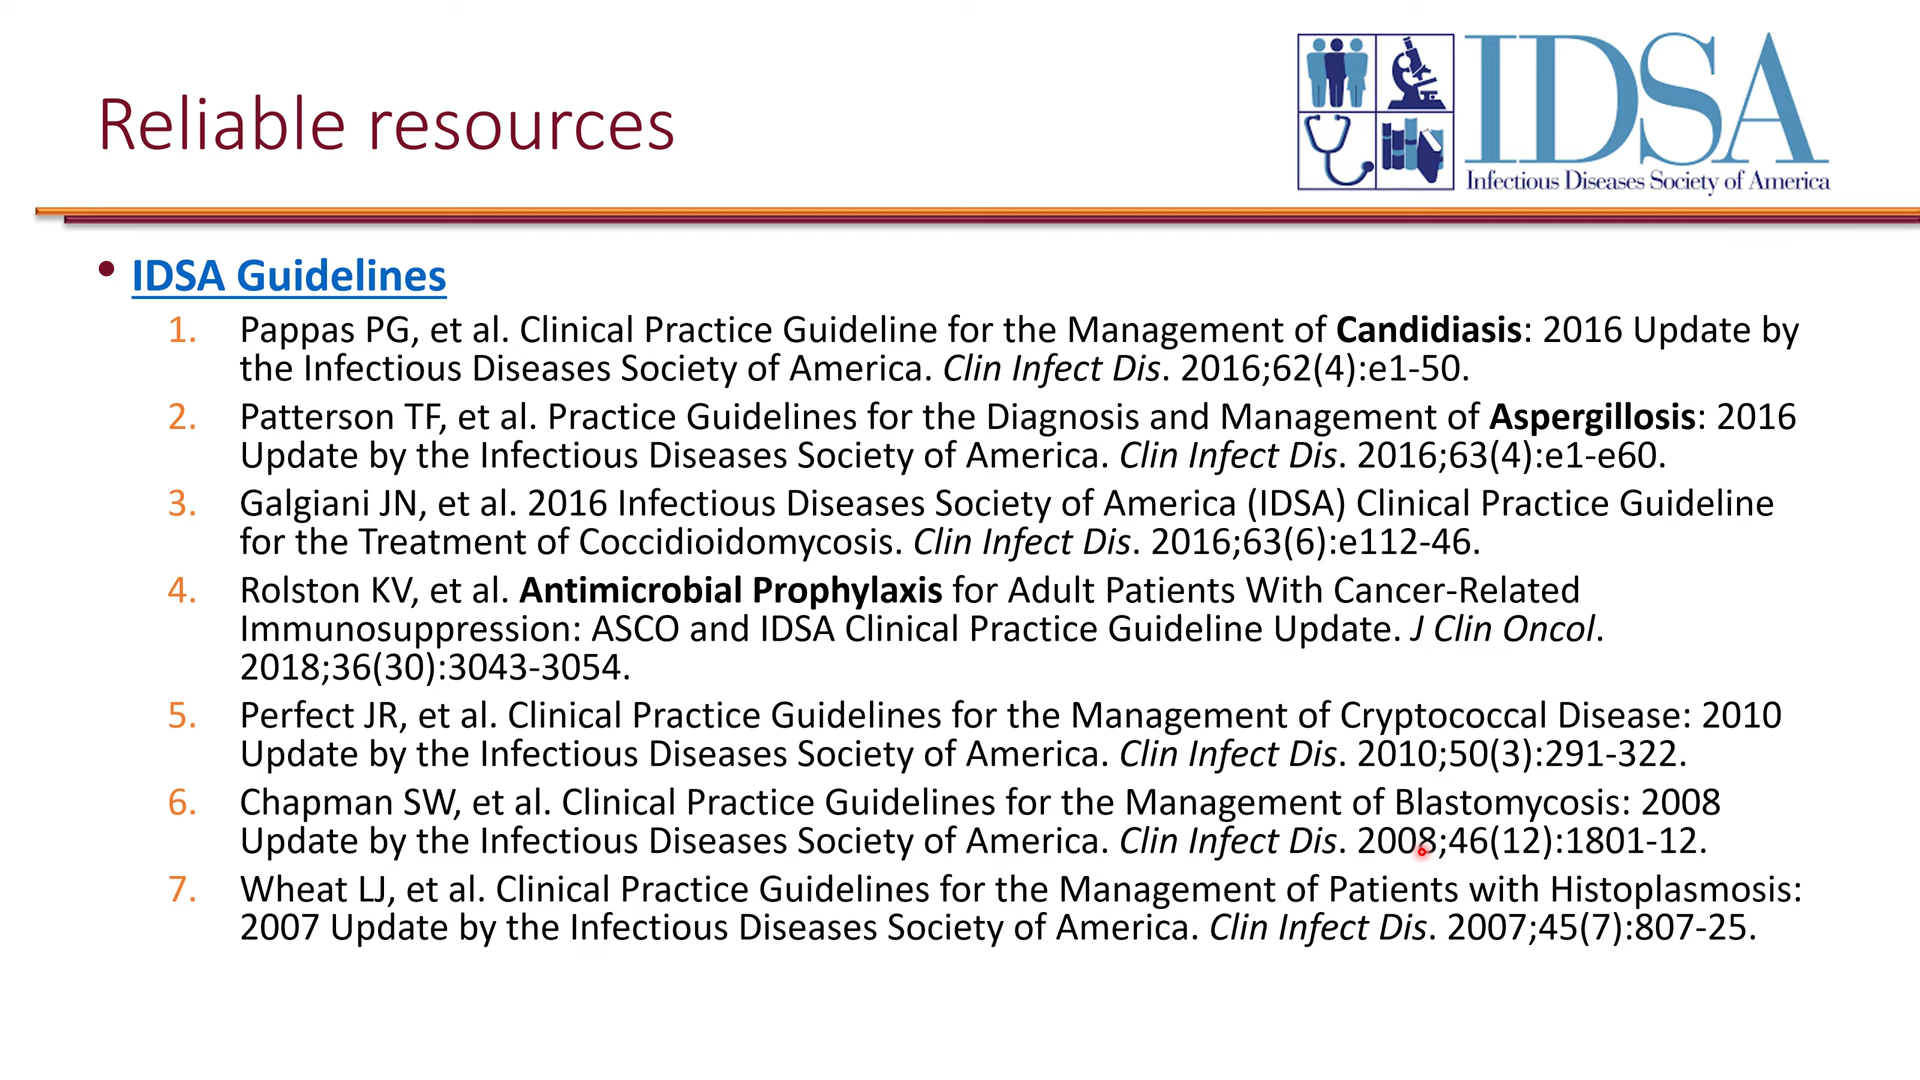 Reliable resources
IDSA
Infectious Diseases Society of America
• IDSA Guidelines
1. Pappas PG, et al. Clinical Practice Guideline for the Management of Candidiasis: 2016 Update by
the Infectious Diseases Society of America. Clin Infect Dis. 2016;62(4):e1-50.
2. Patterson TF, et al. Practice Guidelines for the Diagnosis and Management of Aspergillosis: 2016
Update by the Infectious Diseases Society of America. Clin Infect Dis. 2016;63(4):e1-e60.
3. Galgiani JN, et al. 2016 Infectious Diseases Society of America (IDSA) Clinical Practice Guideline
for the Treatment of Coccidioidomycosis. Clin Infect Dis. 2016;63(6):e112-46.
4. Rolston KV, et al. Antimicrobial Prophylaxis for Adult Patients With Cancer-Related
Immunosuppression: ASCO and IDSA Clinical Practice Guideline Update. J Clin Oncol.
2018;36(30):3043-3054.
5. Perfect JR, et al. Clinical Practice Guidelines for the Management of Cryptococcal Disease: 2010
Update by the Infectious Diseases Society of America. Clin Infect Dis. 2010;50(3):291-322.
6. Chapman SW, et al. Clinical Practice Guidelines for the Management of Blastomycosis: 2008
Update by the Infectious Diseases Society of America. Clin Infect Dis. 2008;46(12):1801-12.
7. Wheat LJ, et al. Clinical Practice Guidelines for the Management of Patients with Histoplasmosis:
2007 Update by the Infectious Diseases Society of America. Clin Infect Dis. 2007;45(7):807-25.